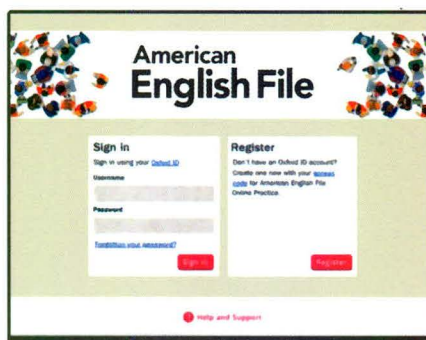 American
English File
Sign in
Sign in using your Oxford ID
Username
Password
Forgotten your password?
Sign in
Register
Don't have an Oxford ID account?
Create one now with your access
code for American English File
Online Practice.
Register
? Help and Support